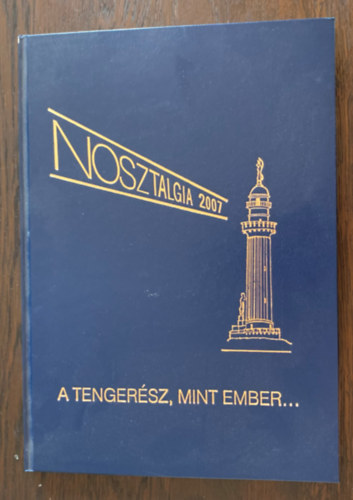 NOSZTALGIA 2007
A TENGERÉSZ, MINT EMBER...